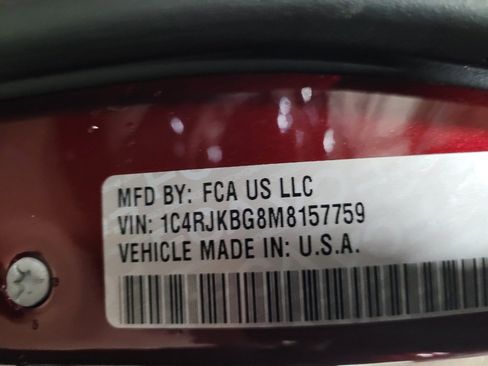 MFD BY: FCA US LLC
VIN: 1C4RJKBG8M8157759
VEHICLE MADE IN: U.S.A.